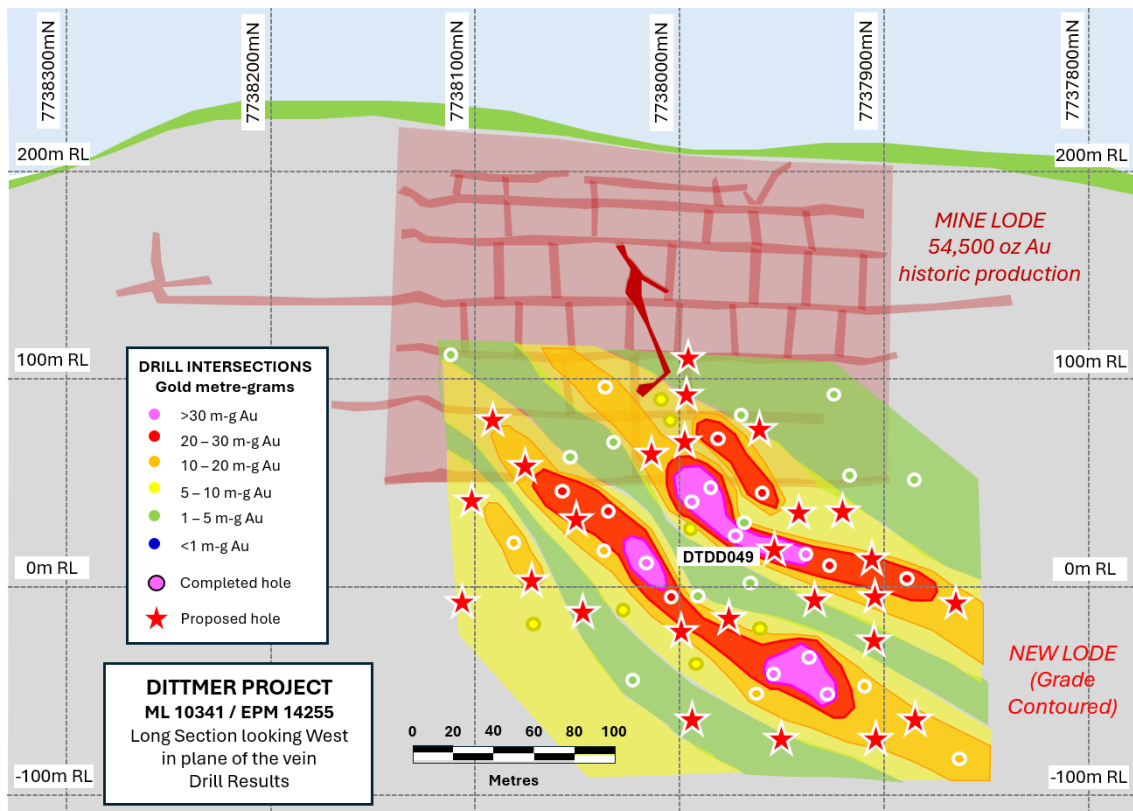 7738300mN
7738200mN
7738100mN
7738000mN
7737900mN
7737800mN
200m RL
200m RL
MINE LODE
54,500 oz Au
historic production
100m RL
100m RL
DRILL INTERSECTIONS
Gold metre-grams
>30 m-g Au
20 – 30 m-g Au
10 – 20 m-g Au
5 – 10 m-g Au
1 – 5 m-g Au
<1 m-g Au
Completed hole
Proposed hole
DTDD049
0m RL
0m RL
NEW LODE
(Grade
Contoured)
DITTMER PROJECT
ML 10341 / EPM 14255
Long Section looking West
in plane of the vein
Drill Results
0 20 40 60 80 100
Metres
-100m RL
-100m RL